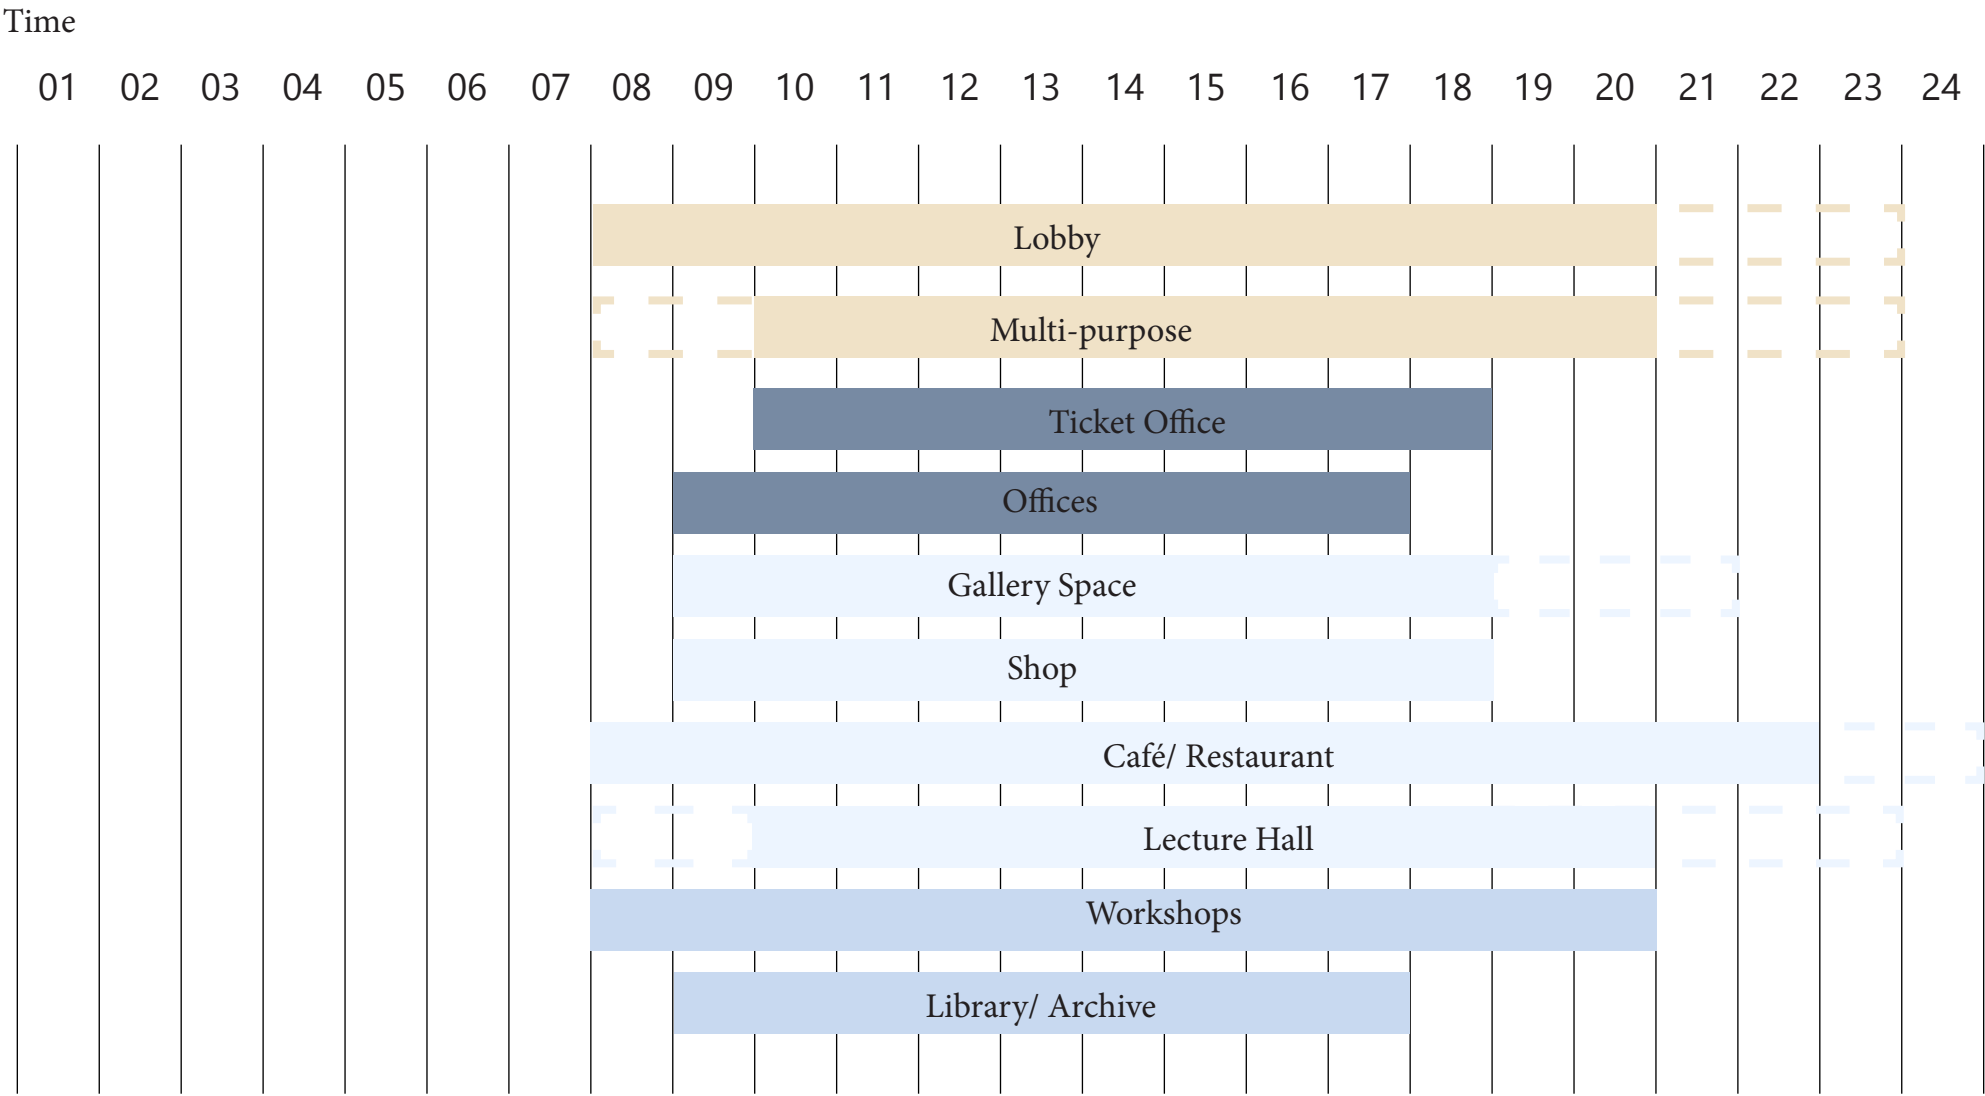 Time
01 02 03 04 05 06 07 08 09 10 11 12 13 14 15 16 17 18 19 20 21 22 23 24
Lobby
Multi-purpose
Ticket Office
Offices
Gallery Space
Shop
Café/ Restaurant
Lecture Hall
Workshops
Library/ Archive